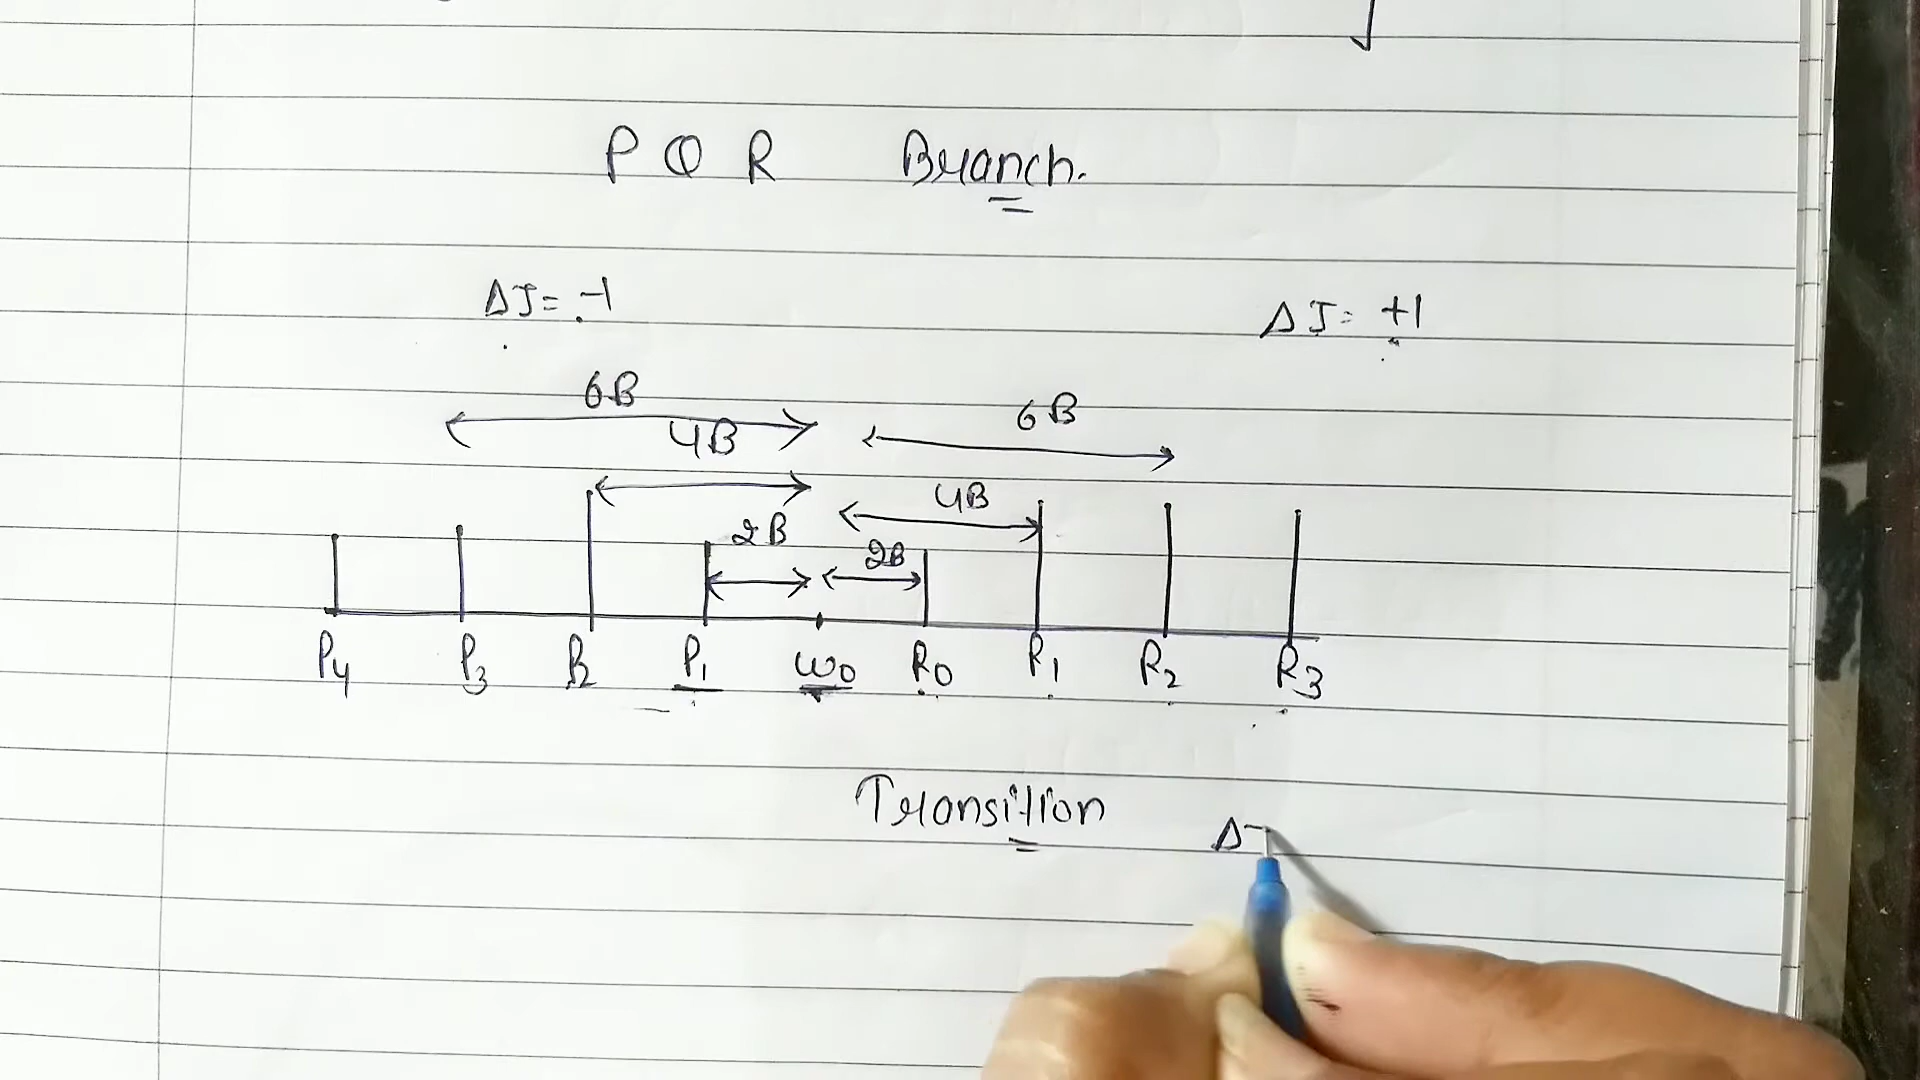 P Q R Branch.
ΔJ = -1 ΔJ = +1
6B 6B
4B 4B
2B 2B
P4 P3 P2 P1 ω0 R0 R1 R2 R3
Transition Δ